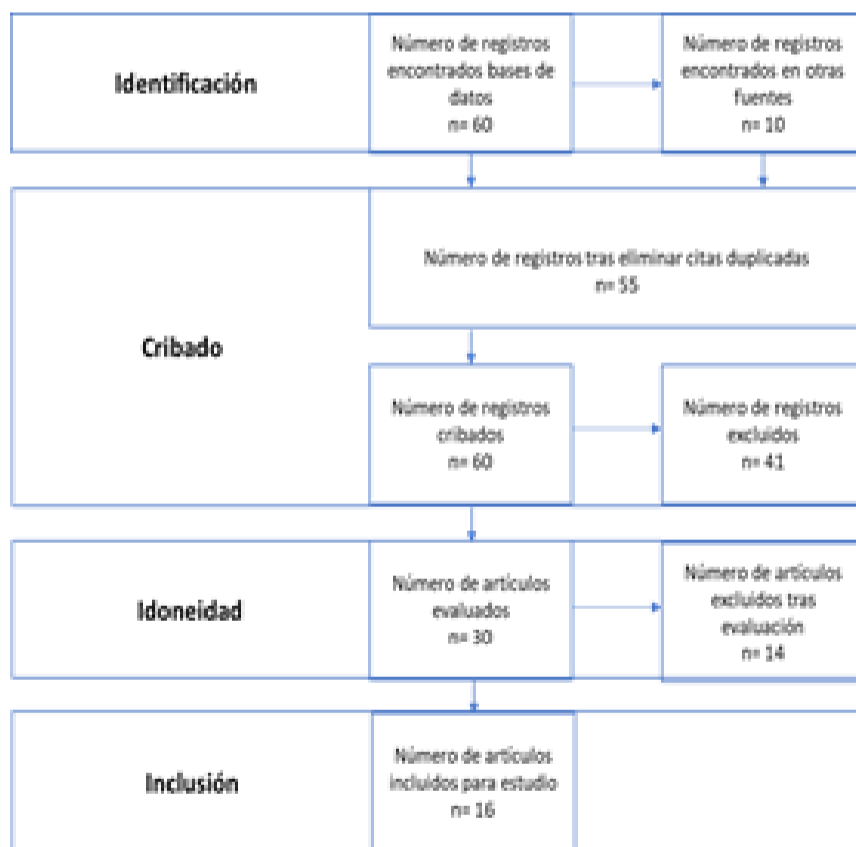 Identificación
Número de registros
encontrados bases de
datos
n= 60
Número de registros
encontrados en otras
fuentes
n= 10
Cribado
Número de registros tras eliminar citas duplicadas
n= 55
Número de registros
cribados
n= 60
Número de registros
excluidos
n= 41
Idoneidad
Número de artículos
evaluados
n= 30
Número de artículos
excluidos tras
evaluación
n= 14
Inclusión
Número de artículos
incluidos para estudio
n= 16